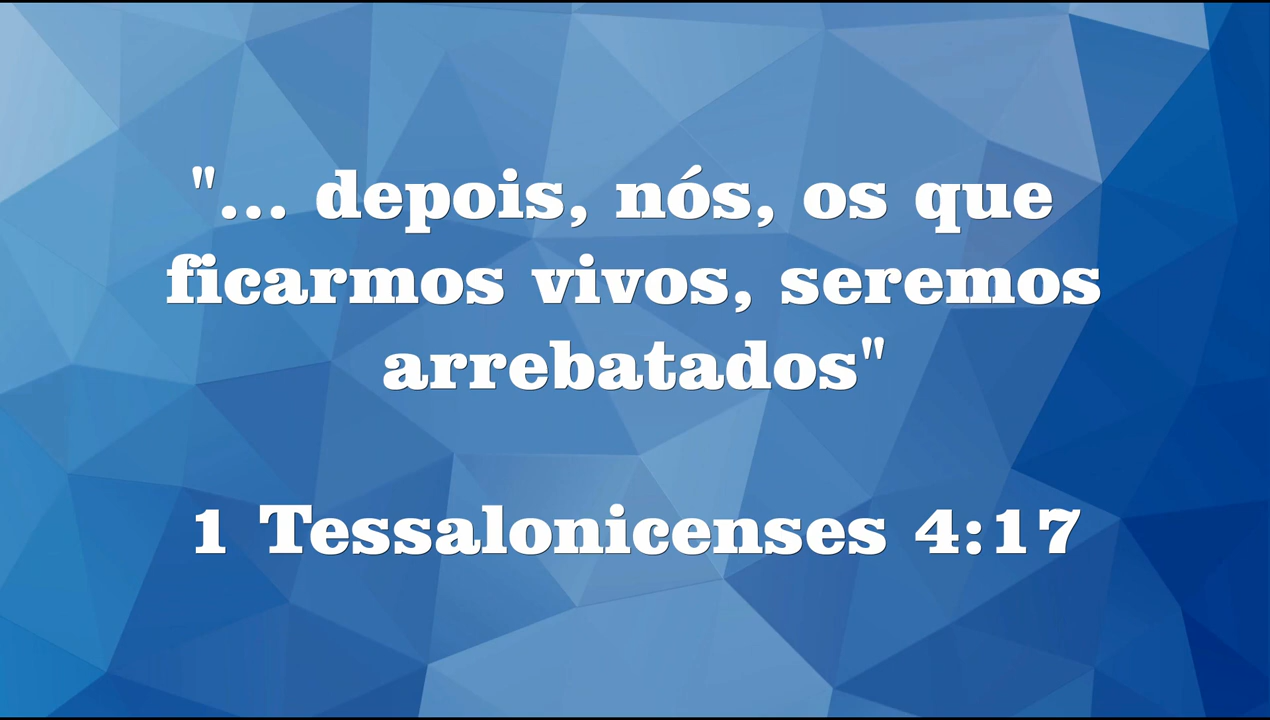 "... depois, nós, os que
ficarmos vivos, seremos
arrebatados"
1 Tessalonicenses 4:17